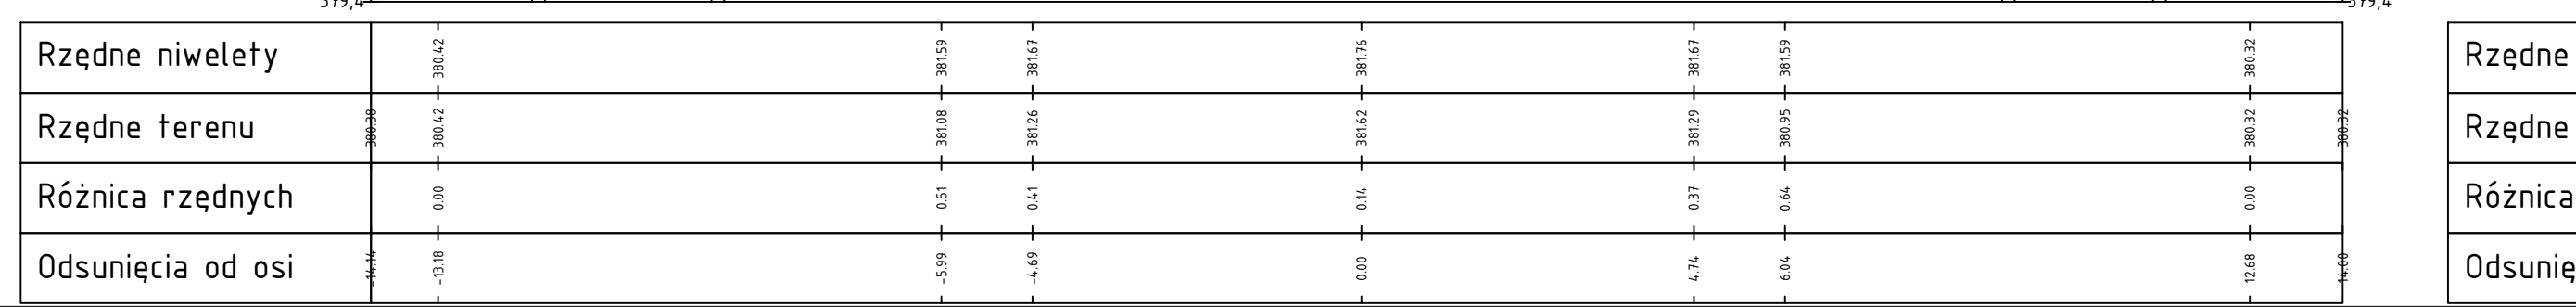 379,4 379,4
Rzędne niwelety 380.42 381.59 381.67 381.76 381.67 381.59 380.32 Rzędne
Rzędne terenu 380.38 380.42 381.08 381.26 381.62 381.29 380.95 380.32 380.32 Rzędne
Różnica rzędnych 0.00 0.51 0.41 0.14 0.37 0.64 0.00 Różnica
Odsunięcia od osi -14.14 -13.18 -5.99 -4.69 0.00 4.74 6.04 12.68 14.00 Odsunię